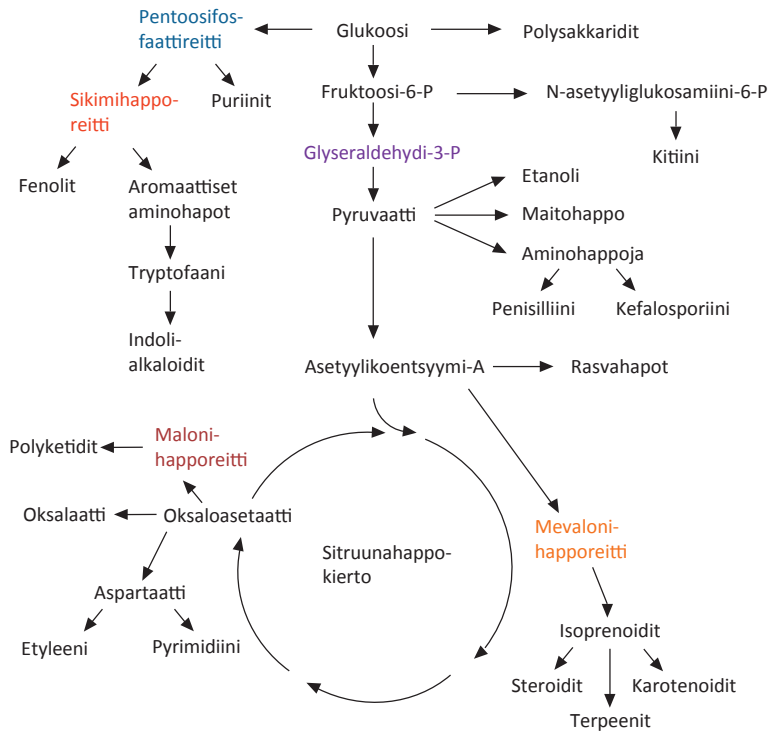 Pentoosifos-
faattireitti
Glukoosi
Polysakkaridit
Sikimihappo-
reitti
Puriinit
Fruktoosi-6-P
N-asetyyliglukosamiini-6-P
Glyseraldehydi-3-P
Kitiini
Fenolit
Aromaattiset
aminohapot
Etanoli
Pyruvaatti
Maitohappo
Aminohappoja
Tryptofaani
Penisilliini
Kefalosporiini
Indoli-
alkaloidit
Asetyylikoentsyymi-A
Rasvahapot
Polyketidit
Maloni-
happoreitti
Oksalaatti
Oksaloasetaatti
Sitruunahappo-
kierto
Mevaloni-
happoreitti
Aspartaatti
Etyleeni
Pyrimidiini
Isoprenoidit
Steroidit
Karotenoidit
Terpeenit